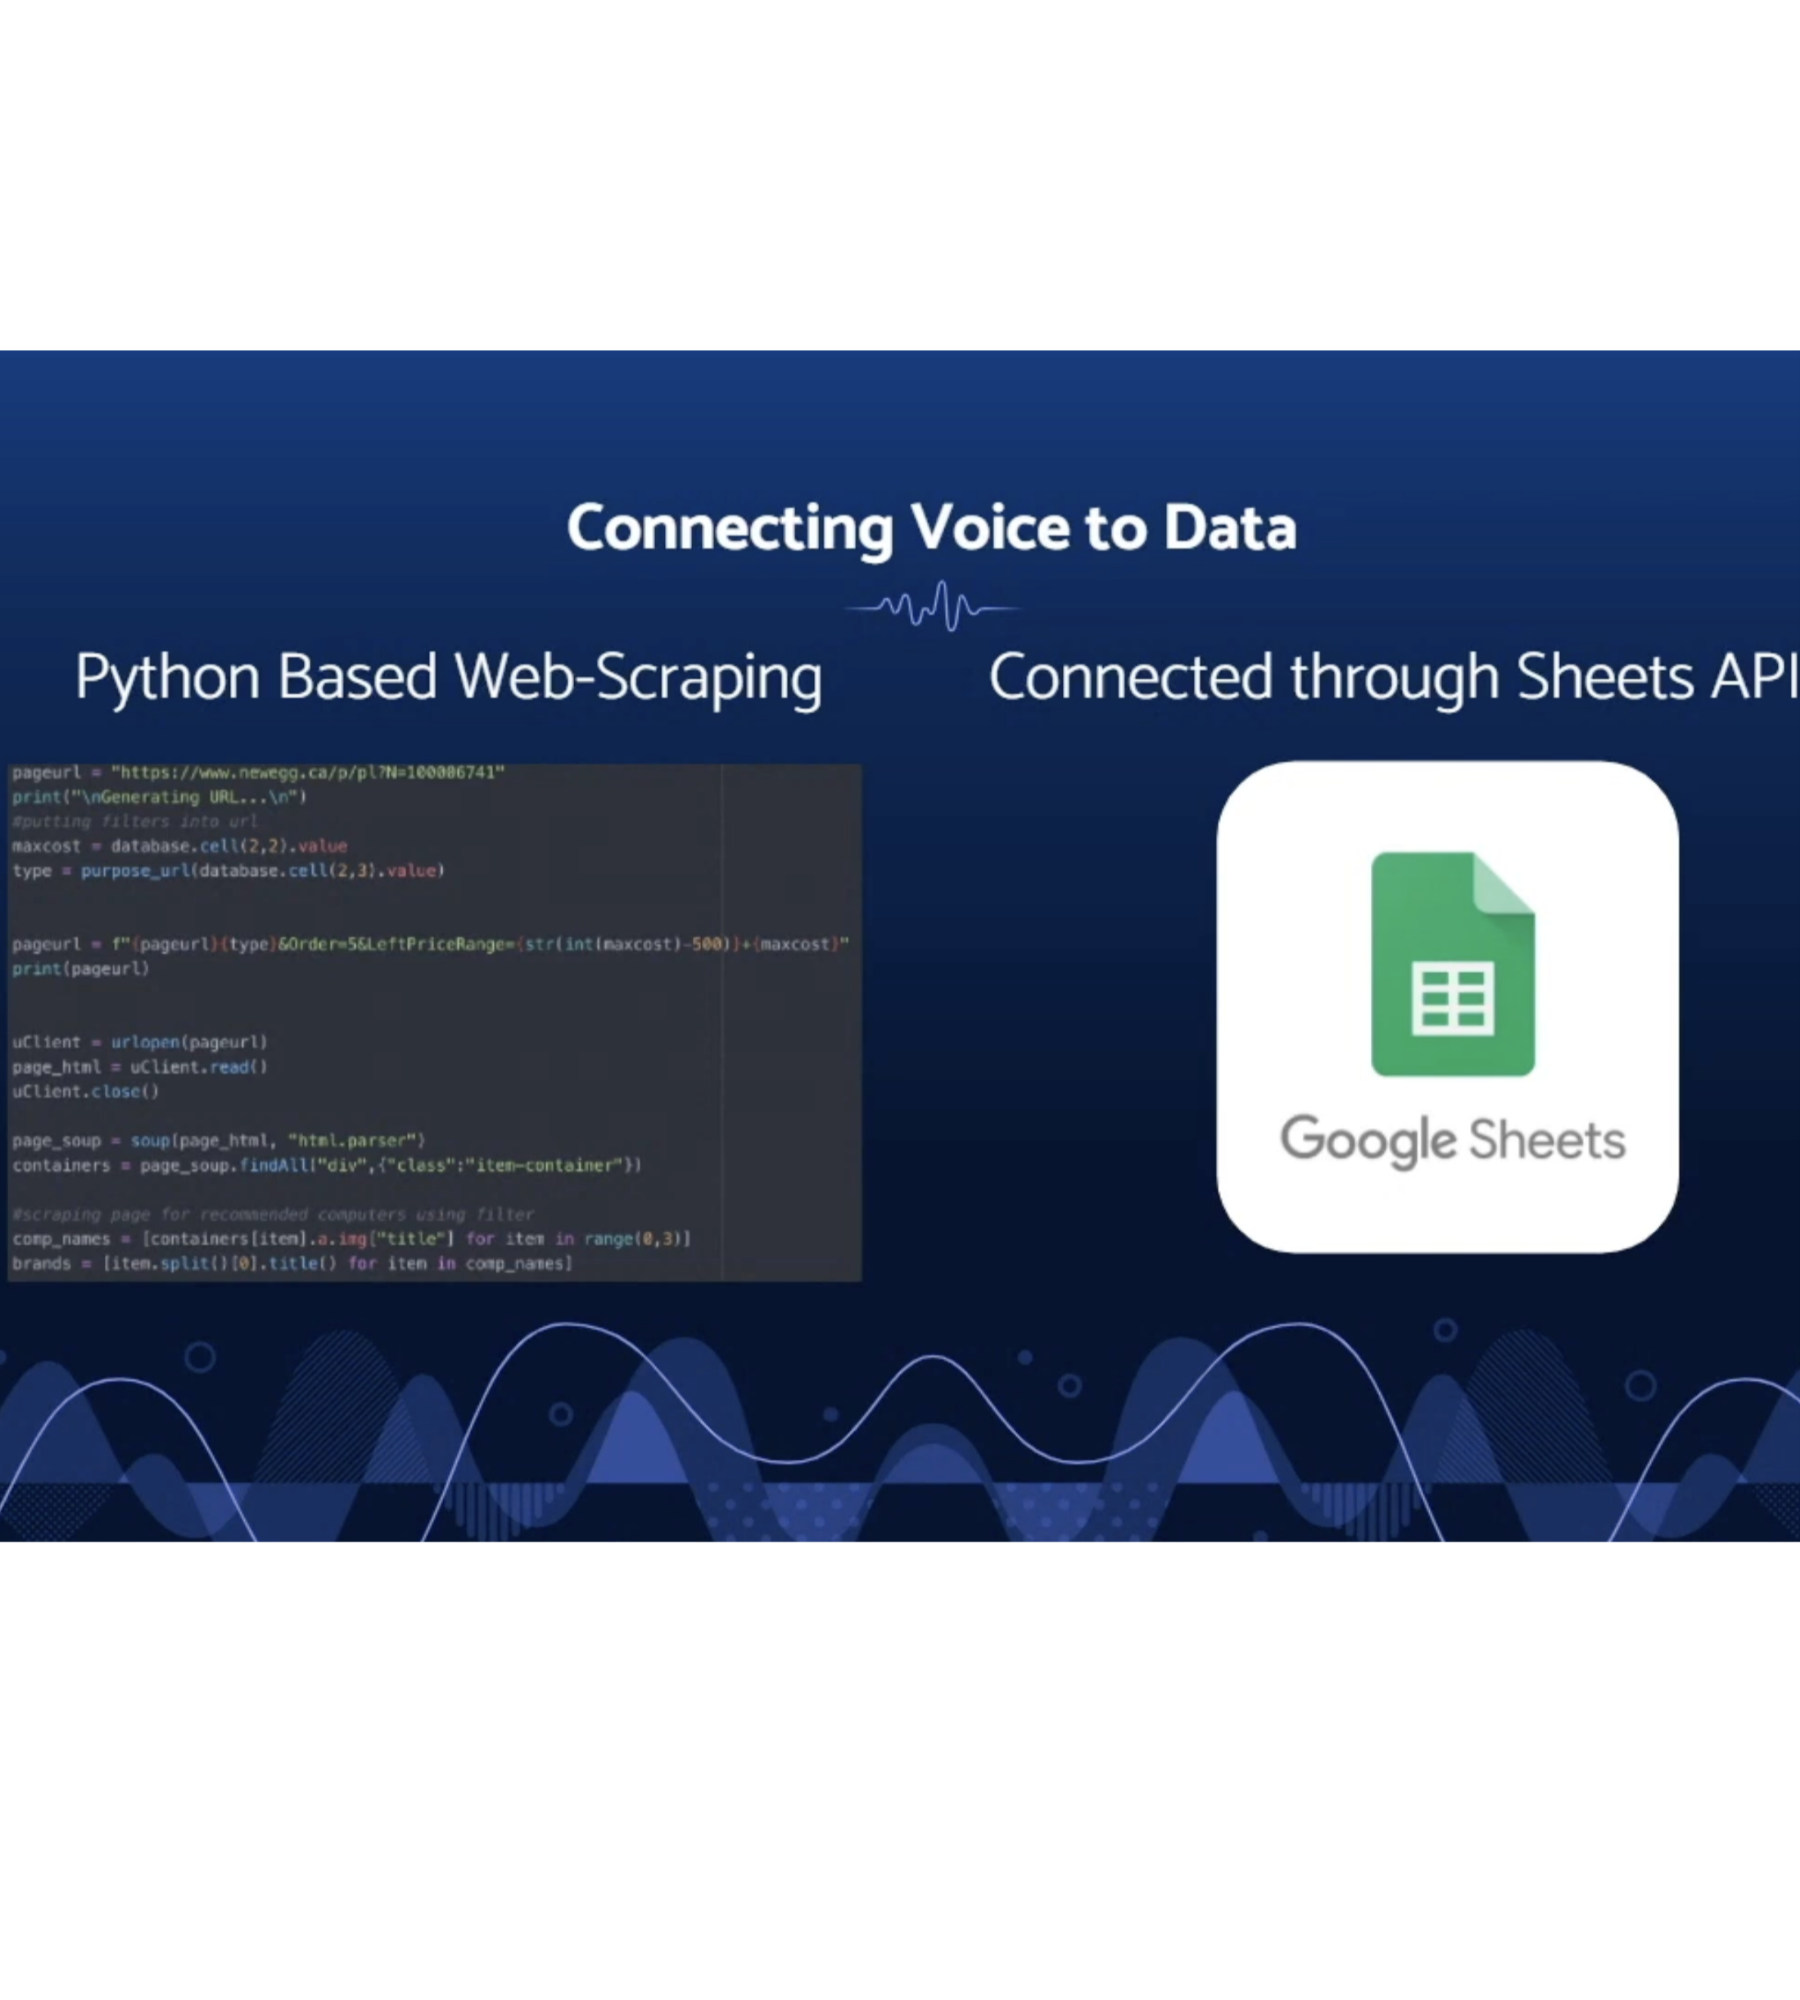 Connecting Voice to Data
Python Based Web-Scraping
Connected through Sheets API
pageurl = "https://www.newegg.ca/p/pl?N=100006741"
print("\nGenerating URL...\n")
#putting filters into url
maxcost = database.cell(2,2).value
type = purpose_url(database.cell(2,3).value)
pageurl = f"{pageurl}{type}&Order=5&LeftPriceRange={str(int(maxcost)-500)}+{maxcost}"
print(pageurl)
uClient = urlopen(pageurl)
page_html = uClient.read()
uClient.close()
page_soup = soup(page_html, "html.parser")
containers = page_soup.findAll("div",{"class":"item-container"})
#scraping page for recommended computers using filter
comp_names = [containers[item].a.img["title"] for item in range(0,3)]
brands = [item.split()[0].title() for item in comp_names]
Google Sheets